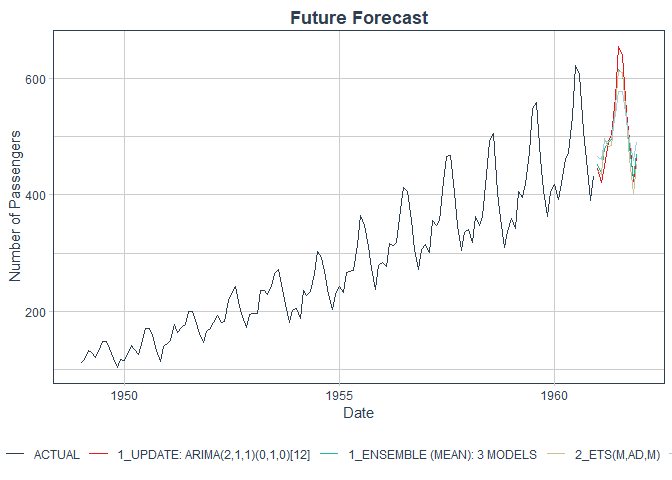 Future Forecast
600
400
200
Number of Passengers
1950
1955
1960
Date
ACTUAL 1_UPDATE: ARIMA(2,1,1)(0,1,0)[12] 1_ENSEMBLE (MEAN): 3 MODELS 2_ETS(M,AD,M)